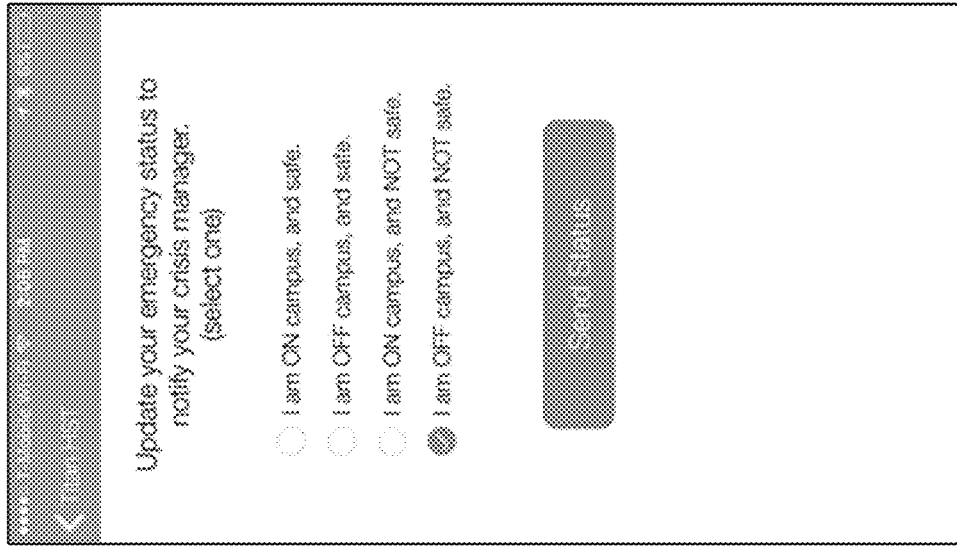 Update your emergency status to
notify your crisis manager.
(select one)
I am ON campus, and safe.
I am OFF campus, and safe.
I am ON campus, and NOT safe.
I am OFF campus, and NOT safe.
Send Status